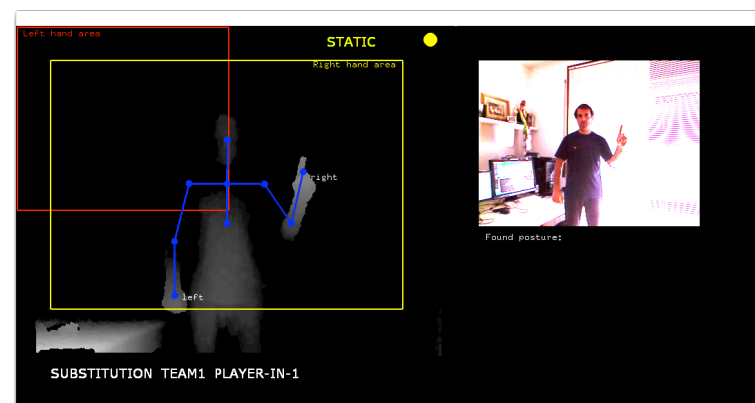 Left hand area
STATIC
Right hand area
right
left
Found posture:
SUBSTITUTION TEAM1 PLAYER-IN-1